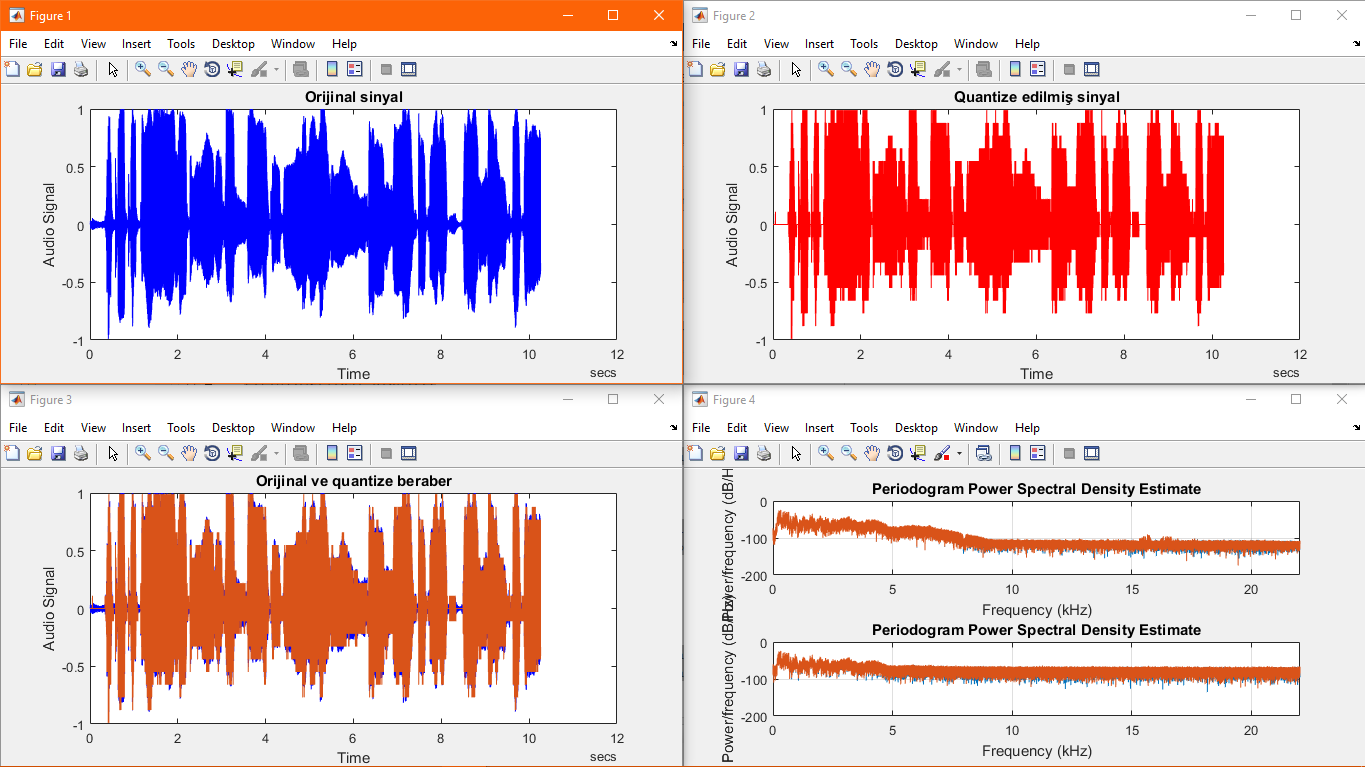 Figure 1
File Edit View Insert Tools Desktop Window Help
Orijinal sinyal
Audio Signal
1
0.5
0
-0.5
-1
0 2 4 6 8 10 12
Time
secs
Figure 2
File Edit View Insert Tools Desktop Window Help
Quantize edilmiş sinyal
Audio Signal
1
0.5
0
-0.5
-1
0 2 4 6 8 10 12
Time
secs
Figure 3
File Edit View Insert Tools Desktop Window Help
Orijinal ve quantize beraber
Audio Signal
1
0.5
0
-0.5
-1
0 2 4 6 8 10 12
Time
secs
Figure 4
File Edit View Insert Tools Desktop Window Help
Periodogram Power Spectral Density Estimate
Power/frequency (dB/H
0
-100
-200
0 5 10 15 20
Frequency (kHz)
Periodogram Power Spectral Density Estimate
Power/frequency (dB/Hz)
0
-100
-200
0 5 10 15 20
Frequency (kHz)